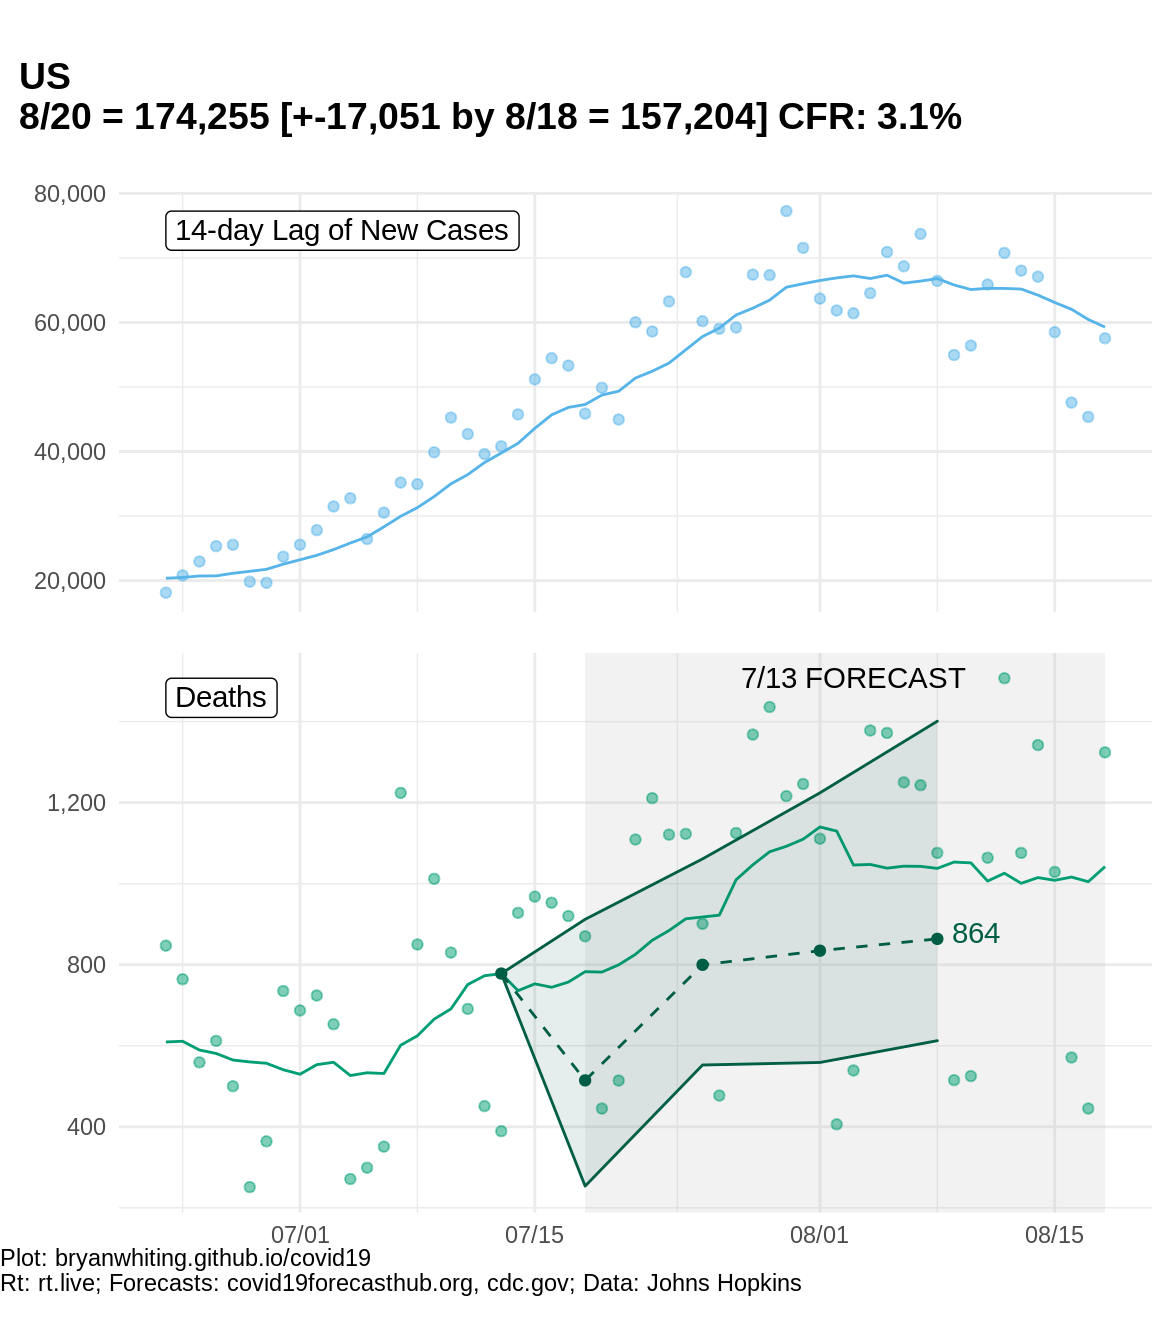 US
8/20 = 174,255 [+-17,051 by 8/18 = 157,204] CFR: 3.1%
80,000
14-day Lag of New Cases
60,000
40,000
20,000
7/13 FORECAST
Deaths
1,200
864
800
400
07/01 07/15 08/01 08/15
Plot: bryanwhiting.github.io/covid19
Rt: rt.live; Forecasts: covid19forecasthub.org, cdc.gov; Data: Johns Hopkins